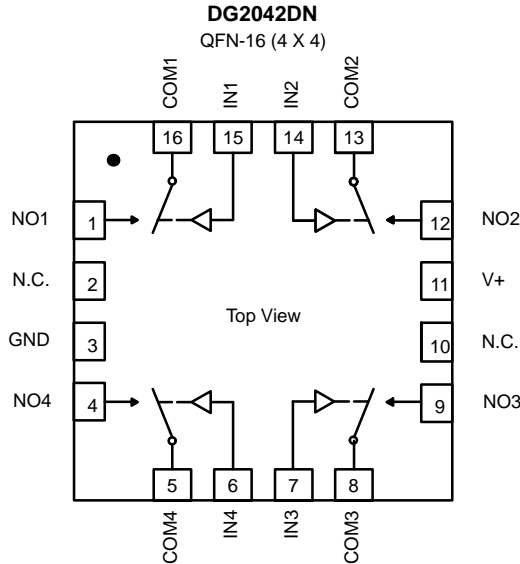 DG2042DN
QFN-16 (4 X 4)
COM1 IN1 IN2 COM2
16 15 14 13
NO1 1 12 NO2
N.C. 2 11 V+
Top View
GND 3 10 N.C.
NO4 4 9 NO3
5 6 7 8
COM4 IN4 IN3 COM3